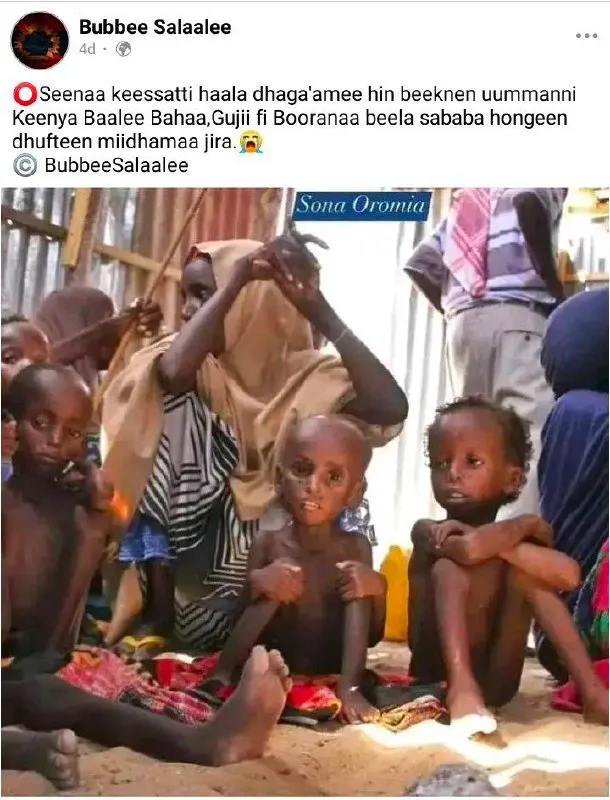 Bubbee Salaalee
4d ·
⭕Seenaa keessatti haala dhaga'amee hin beeknen uummanni
Keenya Baalee Bahaa,Gujii fi Booranaa beela sababa hongeen
dhufteen miidhamaa jira.😭
© BubbeeSalaalee
Sona Oromia